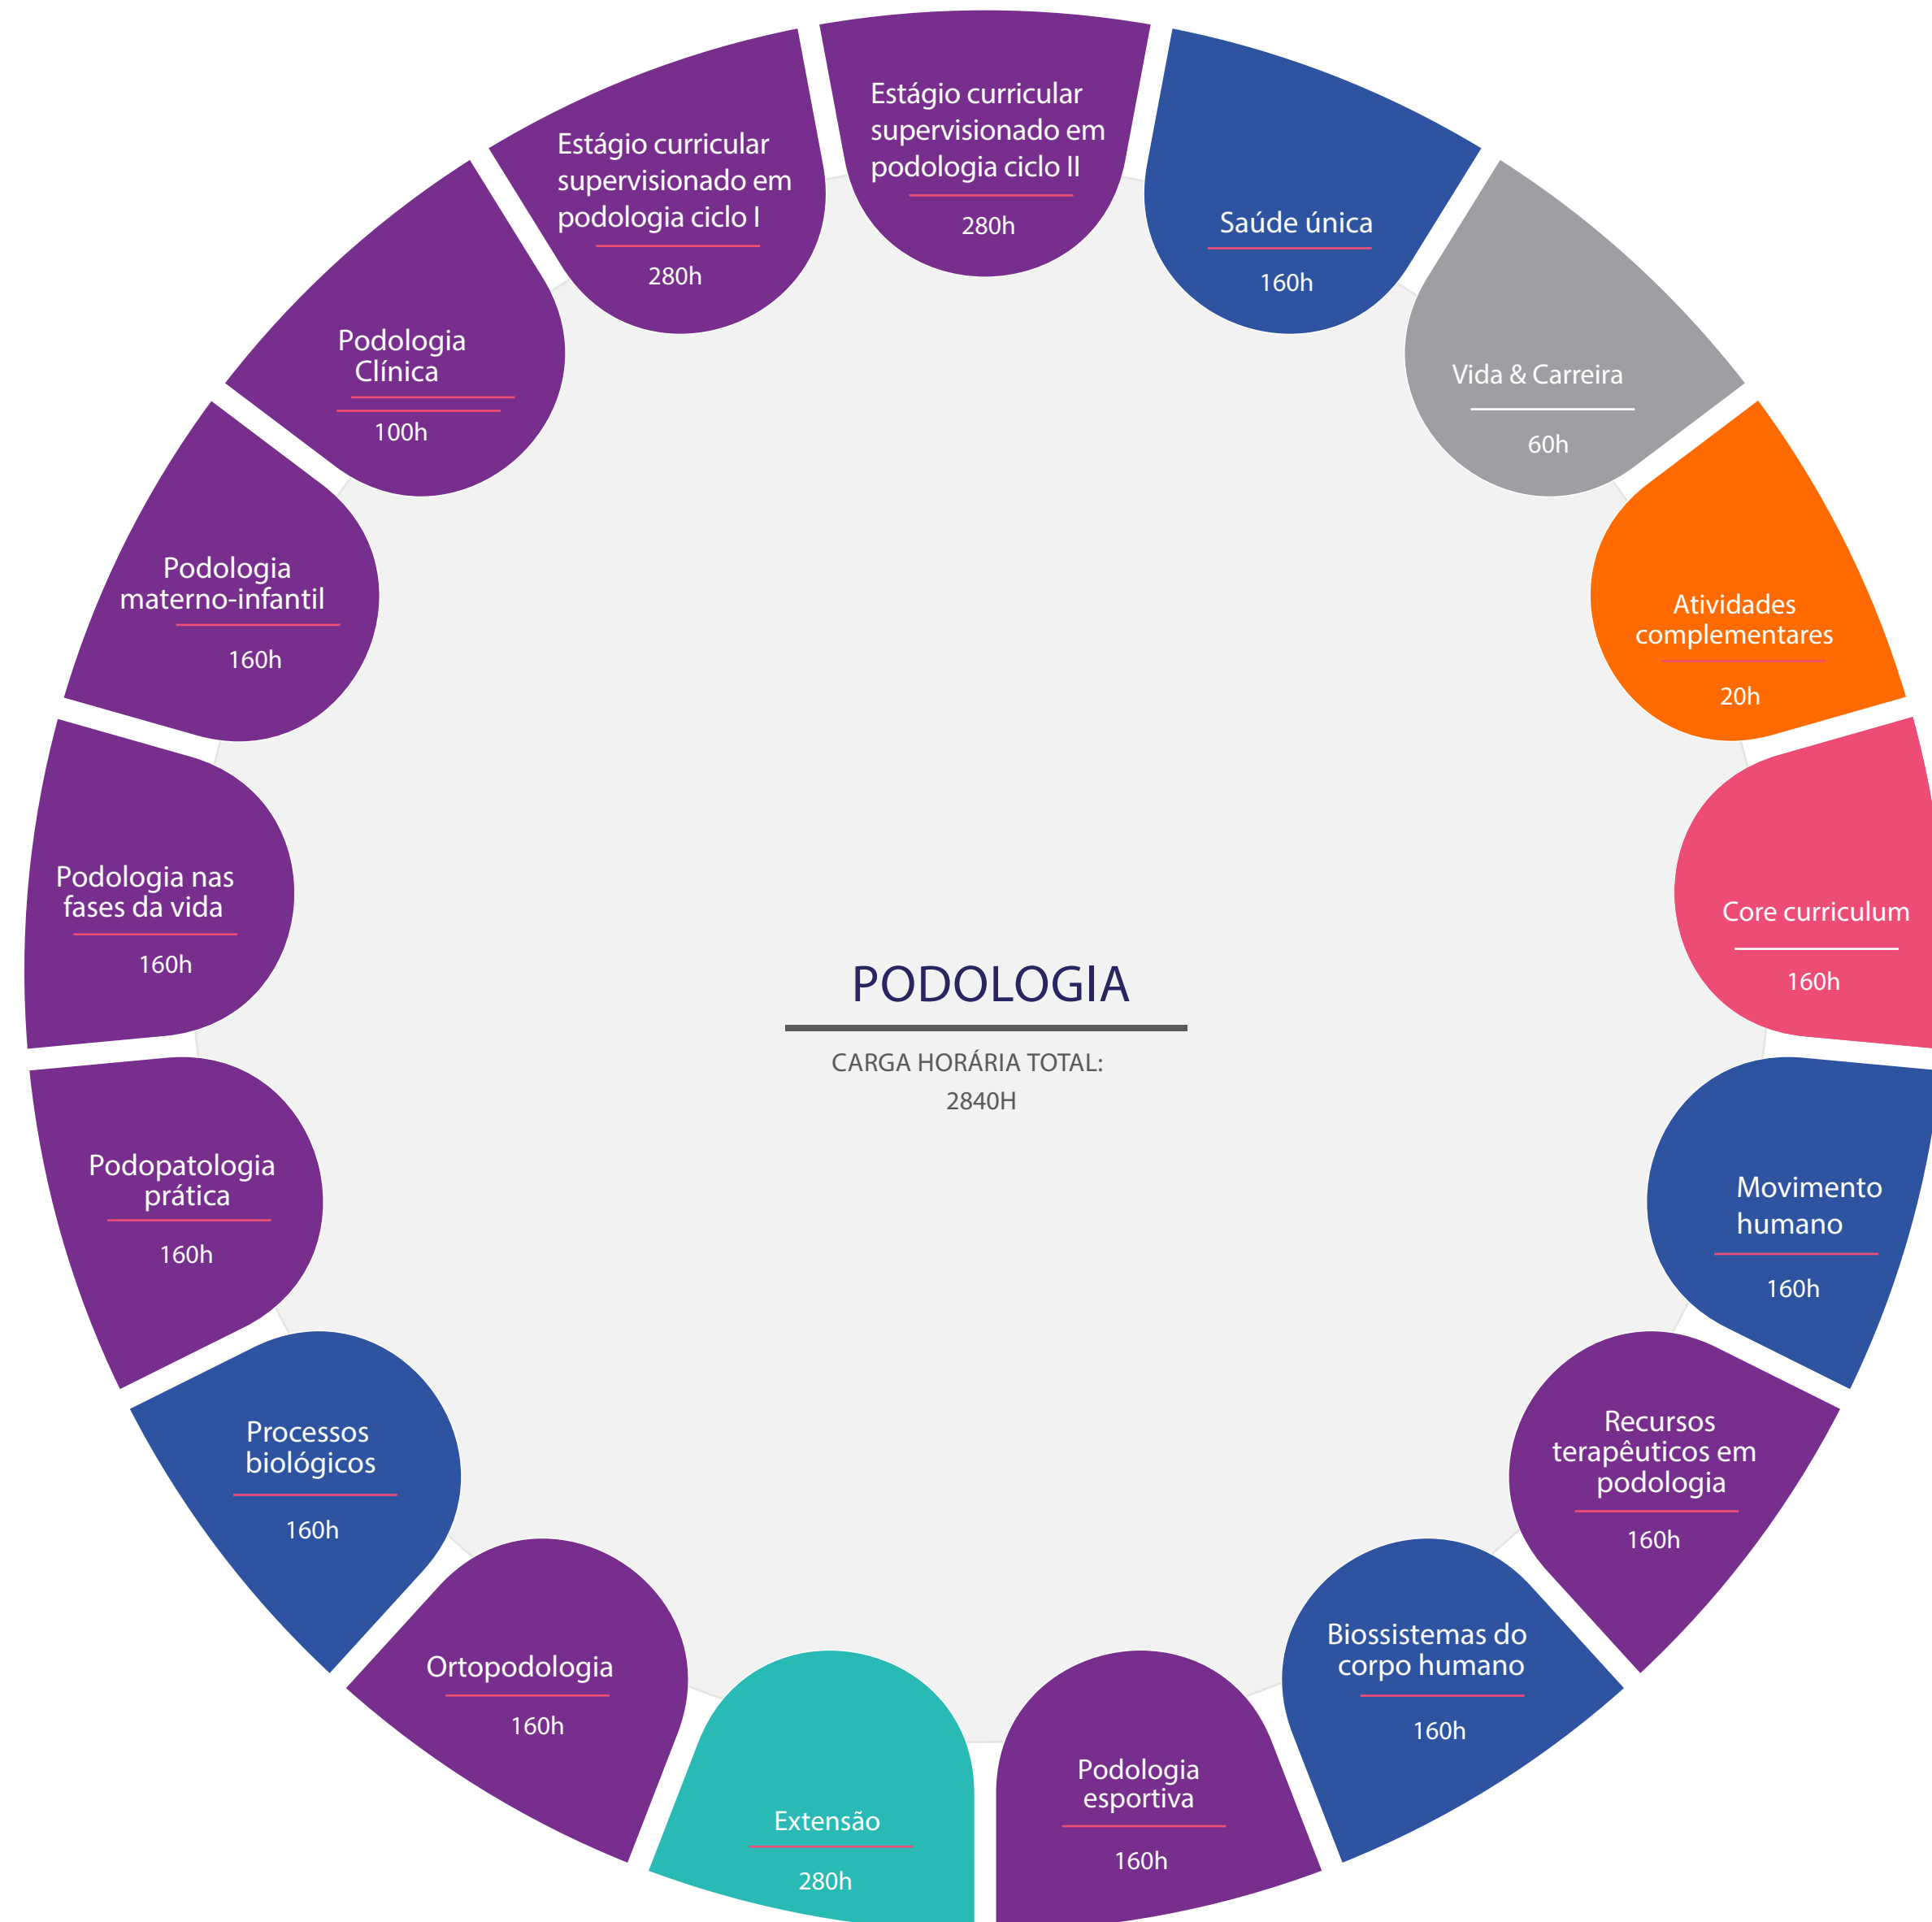 Estágio curricular
supervisionado em
podologia ciclo II
280h
Saúde única
160h
Vida & Carreira
60h
Atividades
complementares
20h
Core curriculum
160h
Movimento
humano
160h
Recursos
terapêuticos em
podologia
160h
Biossistemas do
corpo humano
160h
Podologia
esportiva
160h
Extensão
280h
Ortopodologia
160h
Processos
biológicos
160h
Podopatologia
prática
160h
Podologia nas
fases da vida
160h
Podologia
materno-infantil
160h
Podologia
Clínica
100h
Estágio curricular
supervisionado em
podologia ciclo I
280h
PODOLOGIA
CARGA HORÁRIA TOTAL:
2840H